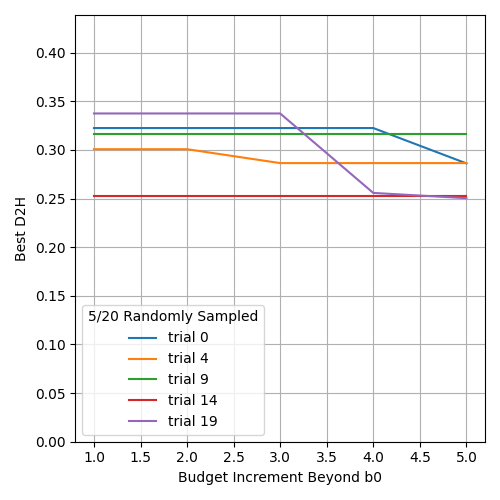 0.40
0.35
0.30
0.25
0.20
0.15
0.10
0.05
0.00
Best D2H
5/20 Randomly Sampled
trial 0
trial 4
trial 9
trial 14
trial 19
1.0 1.5 2.0 2.5 3.0 3.5 4.0 4.5 5.0
Budget Increment Beyond b0